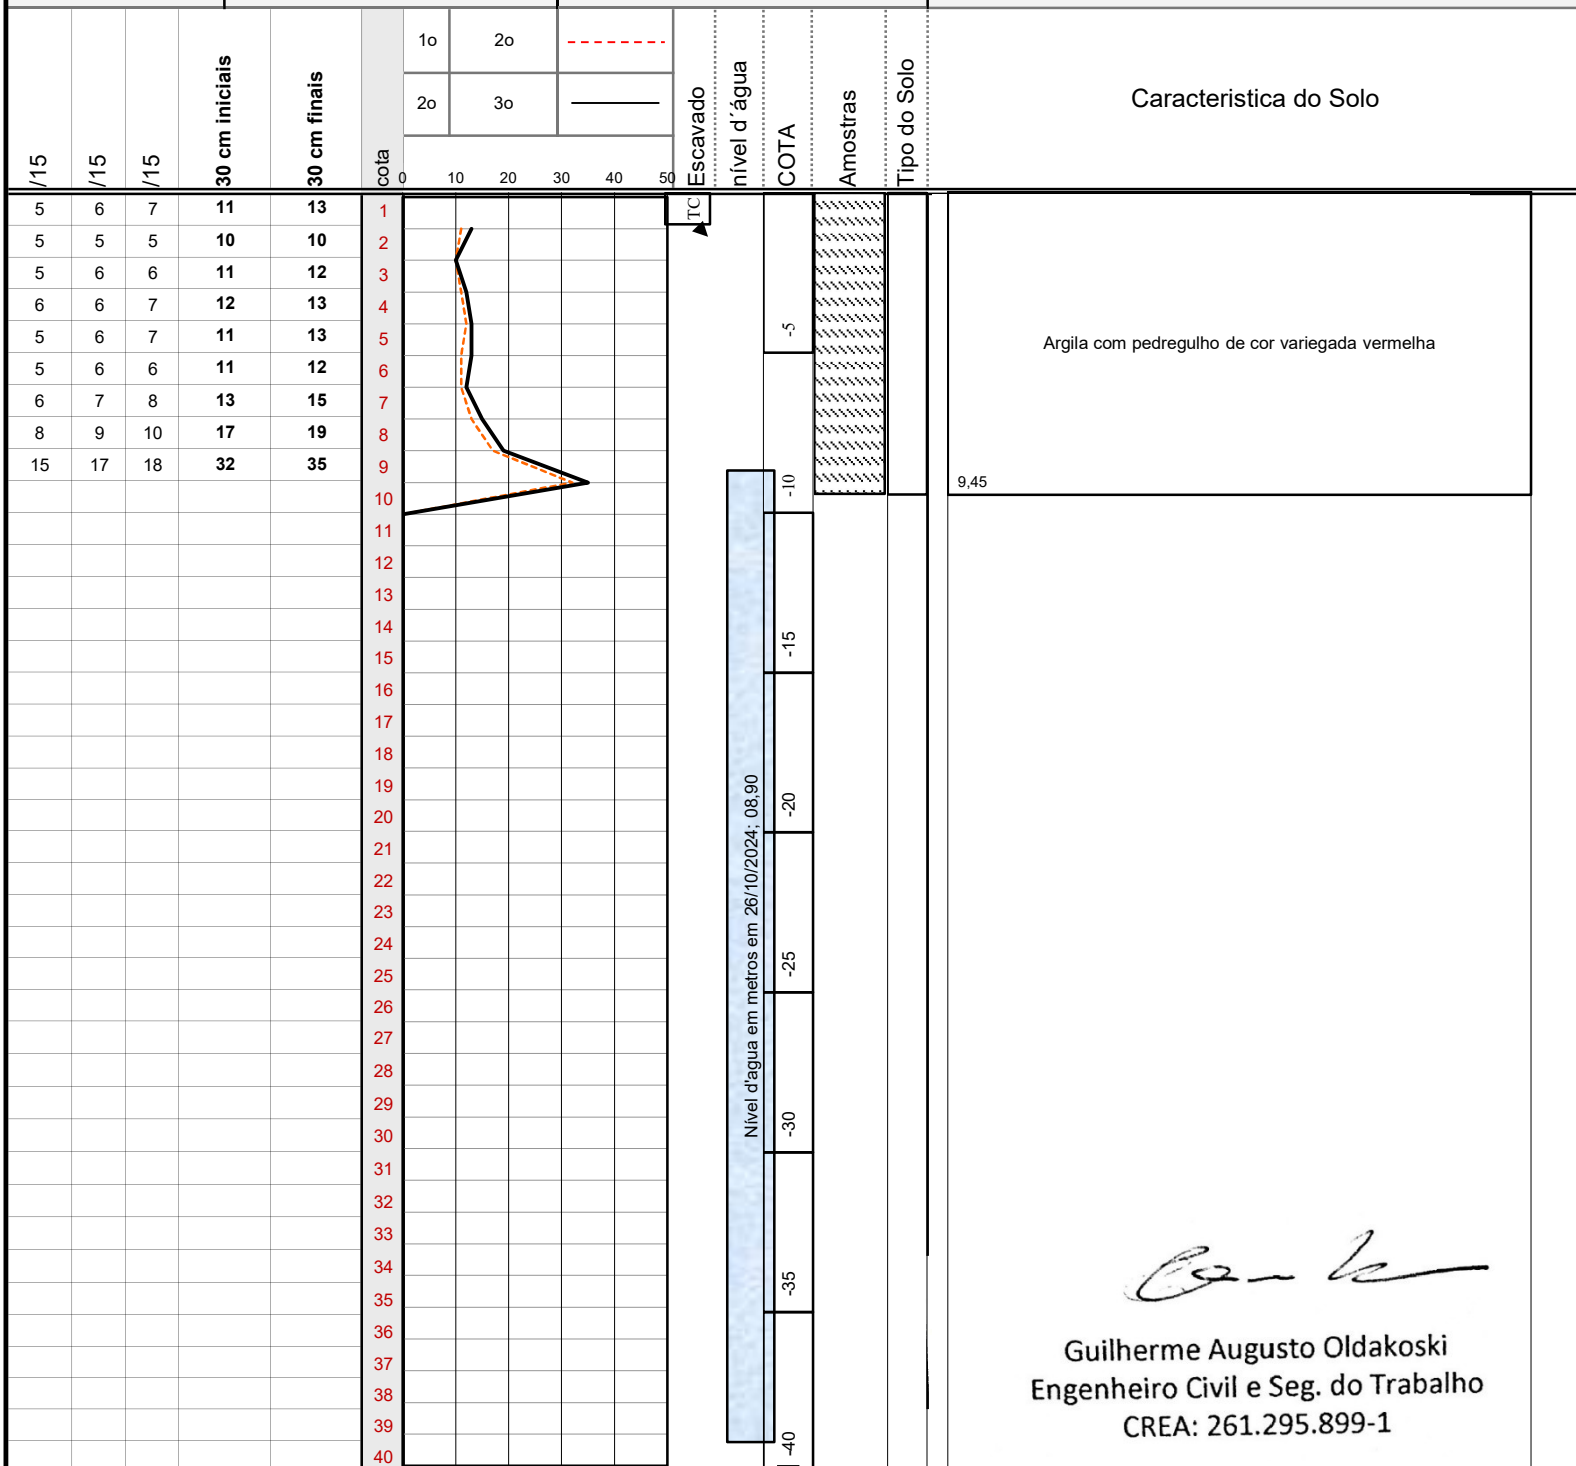 /15 /15 /15 30 cm iniciais 30 cm finais cota
1o 2o
2o 3o
0 10 20 30 40 50
Escavado nível d´água COTA Amostras Tipo do Solo Caracteristica do Solo
5 6 7 11 13 1 TC
5 5 5 10 10 2
5 6 6 11 12 3
6 6 7 12 13 4
5 6 7 11 13 5 -5 Argila com pedregulho de cor variegada vermelha
5 6 6 11 12 6
6 7 8 13 15 7
8 9 10 17 19 8
15 17 18 32 35 9
10 -10 9,45
11
12
13
14
15 -15
16
17
18
19
20 -20
21
22
23
24
25 -25
26
27
28
29
30 -30
31
32
33
34
35 -35
36
37
38
39
40 -40
Nível d'agua em metros em 26/10/2024; 08,90
Guilherme Augusto Oldakoski
Engenheiro Civil e Seg. do Trabalho
CREA: 261.295.899-1